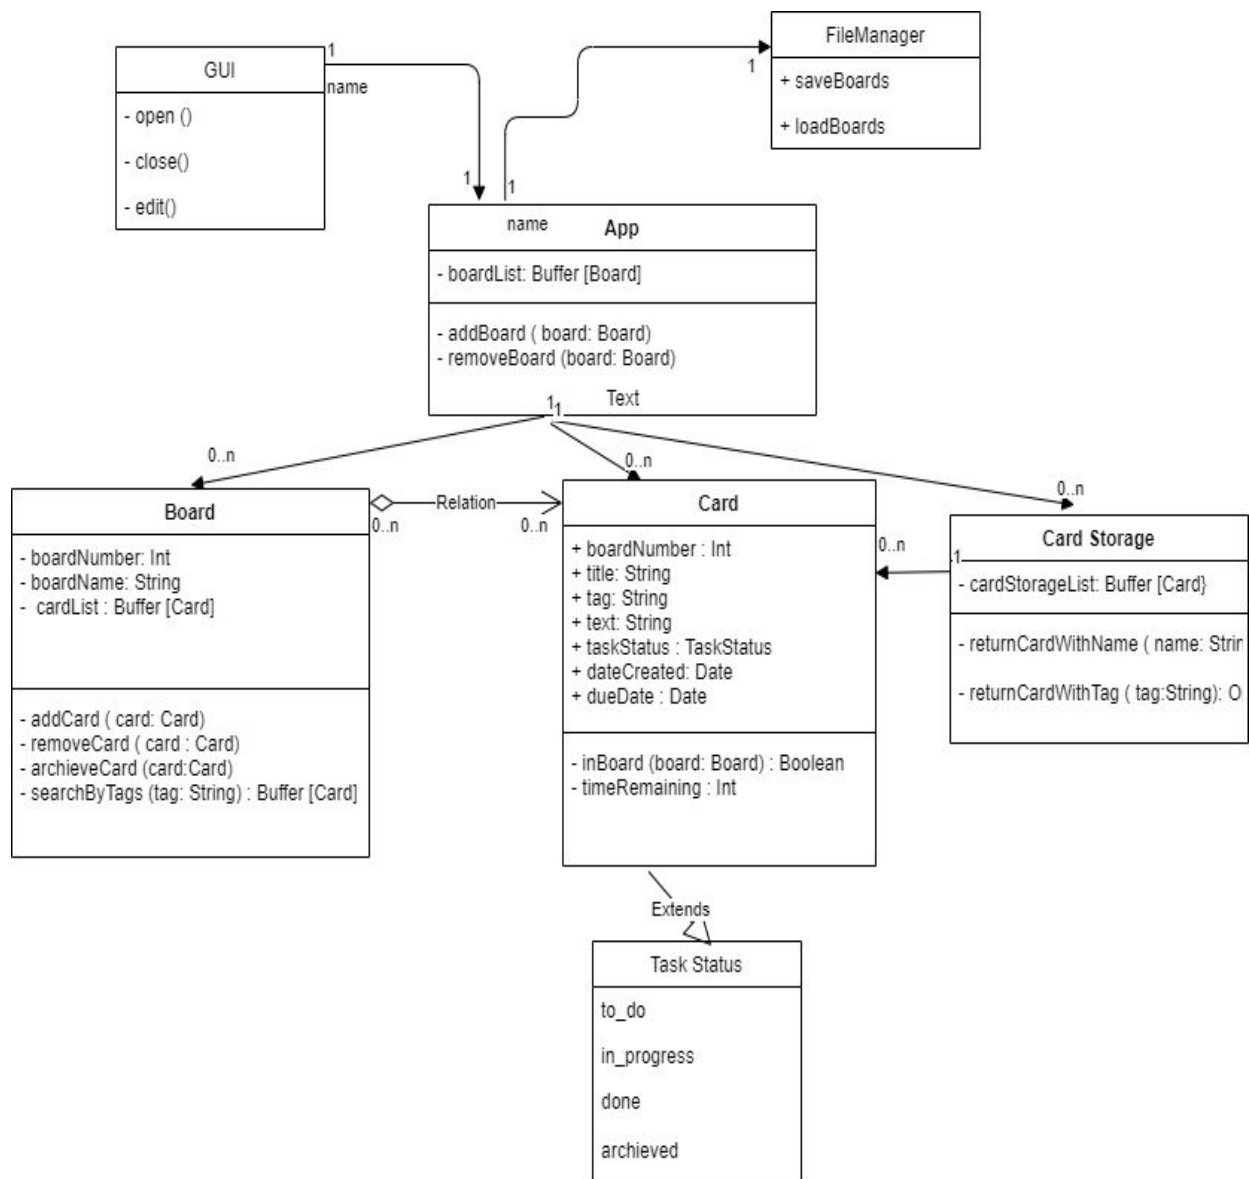 GUI
- open ()
- close()
- edit()
1
name
1
1
name
1
FileManager
+ saveBoards
+ loadBoards
App
- boardList: Buffer [Board]
- addBoard ( board: Board)
- removeBoard (board: Board)
Text
1
1
0..n
0..n
0..n
Board
- boardNumber: Int
- boardName: String
- cardList : Buffer [Card]
- addCard ( card: Card)
- removeCard ( card : Card)
- archieveCard (card:Card)
- searchByTags (tag: String) : Buffer [Card]
0..n
Relation
0..n
Card
+ boardNumber : Int
+ title: String
+ tag: String
+ text: String
+ taskStatus : TaskStatus
+ dateCreated: Date
+ dueDate : Date
- inBoard (board: Board) : Boolean
- timeRemaining : Int
0..n
1
Card Storage
- cardStorageList: Buffer [Card}
- returnCardWithName ( name: Strin
- returnCardWithTag ( tag:String): O
Extends
Task Status
to_do
in_progress
done
archieved